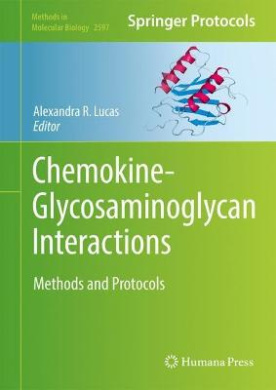 Methods in
Molecular Biology 2597
Springer Protocols
Alexandra R. Lucas
Editor
Chemokine-
Glycosaminoglycan
Interactions
Methods and Protocols
Humana Press